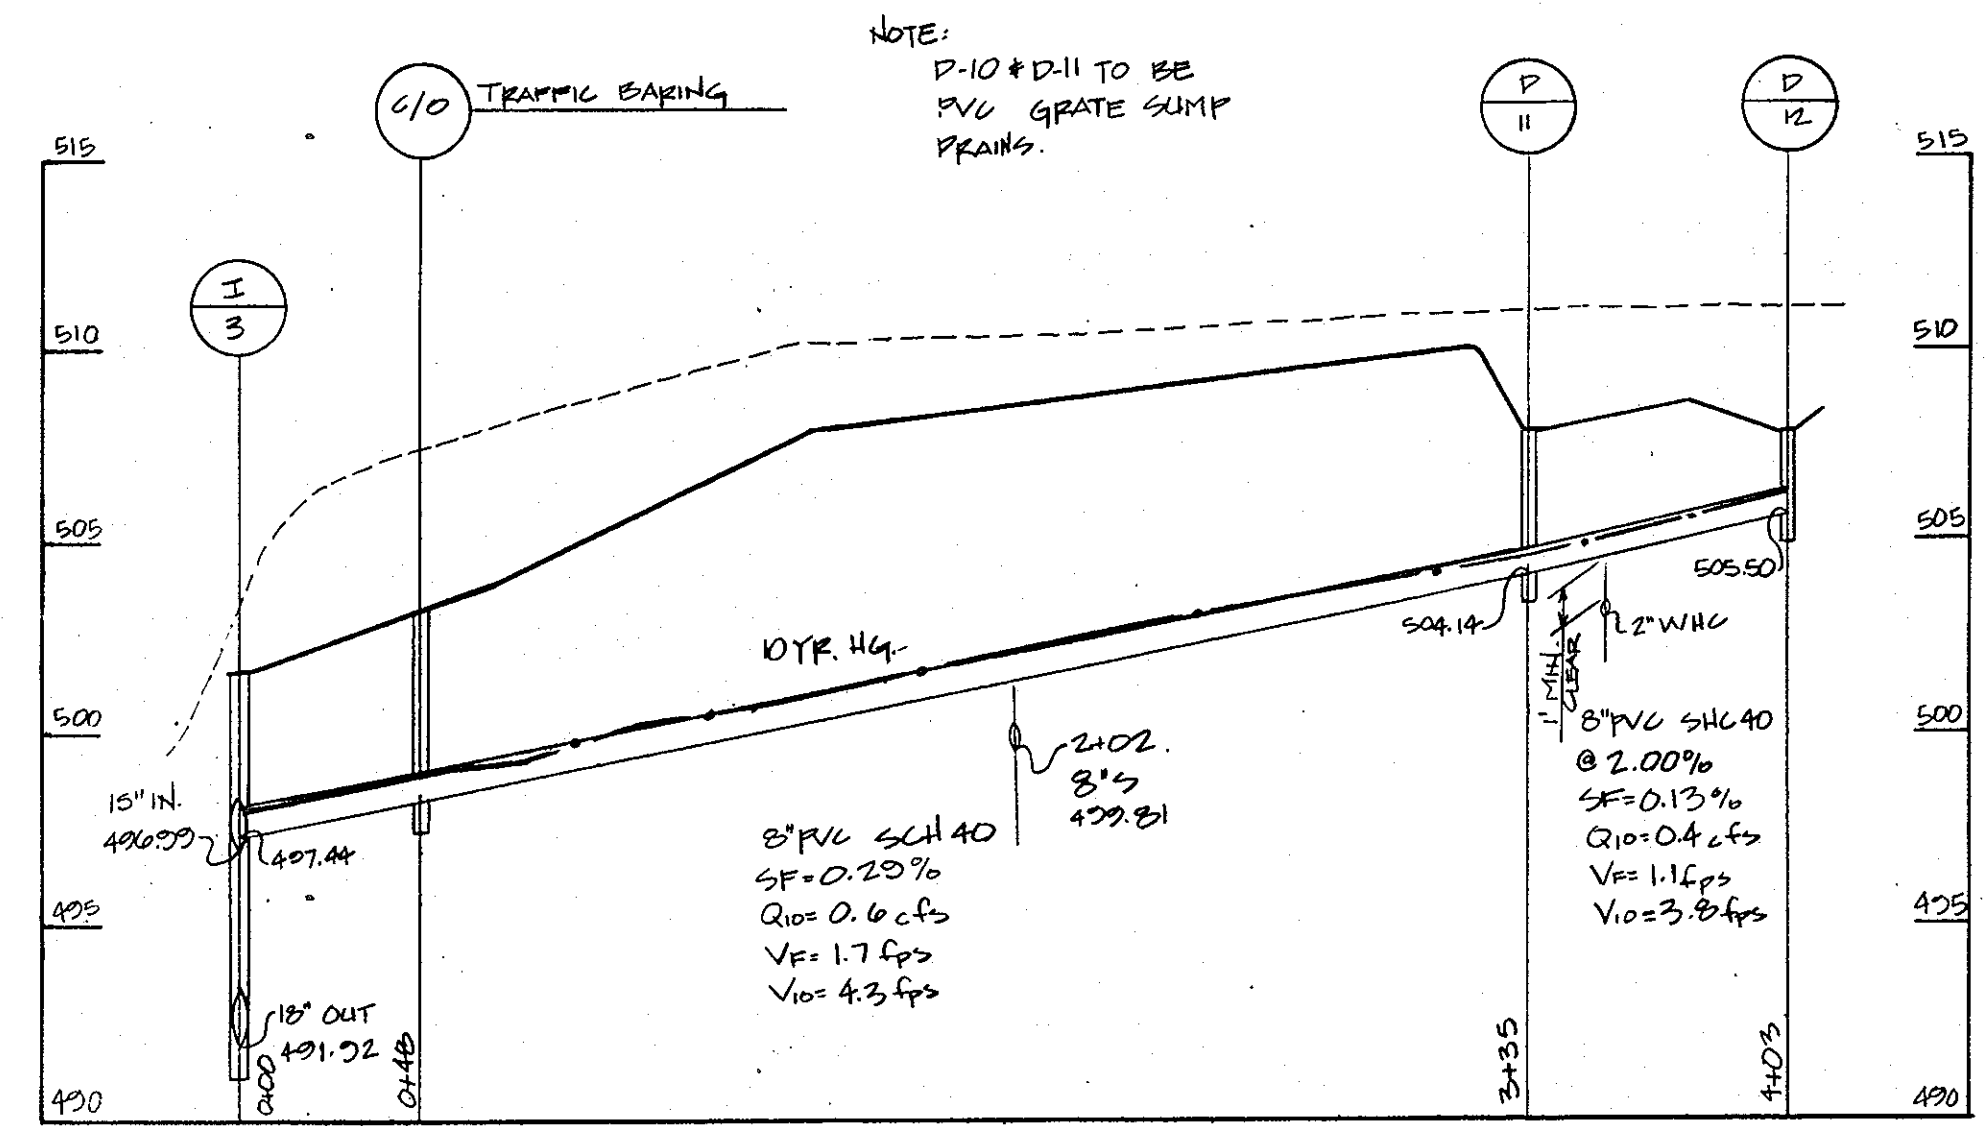 NOTE:
D-10 & D-11 TO BE
PVC GRATE SUMP
DRAINS.
C/O
TRAFFIC BARING
D
11
D
12
I
3
515
510
505
500
495
490
515
510
505
500
495
490
10 YR. HG.
15" IN.
496.99
497.44
18" OUT
491.92
0+00
0+48
3+35
4+03
2+02.
8"S
499.81
8"PVC SCH 40
SF=0.29%
Q10= 0.6 cfs
VF= 1.7 fps
V10= 4.3 fps
504.14
505.50
2" WHC
1' MIN.
CLEAR
8"PVC SHC40
@ 2.00%
SF=0.13%
Q10=0.4 cfs
VF= 1.1 fps
V10=3.8 fps